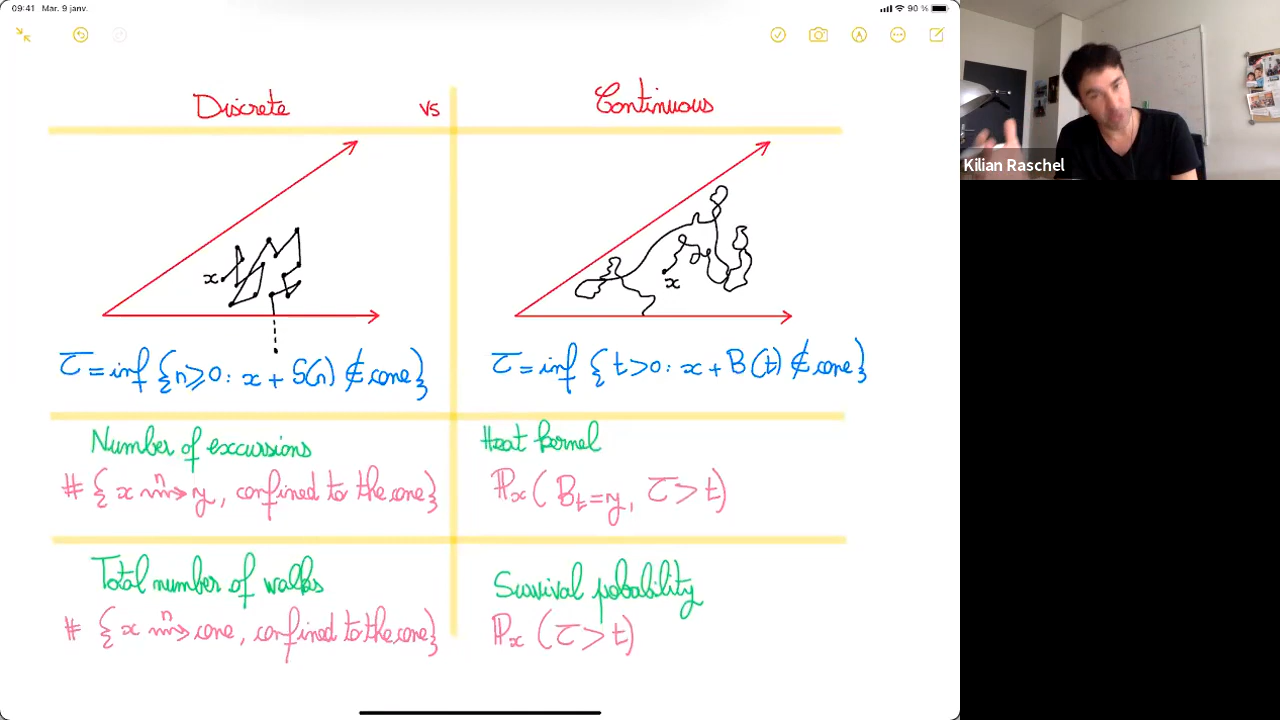 09:41 Mar. 9 janv.
90 %
Discrete vs Continuous
x
x
τ = inf {n ⩾ 0 : x + S(n) ∉ cone}
τ = inf {t > 0 : x + B(t) ∉ cone}
Number of excursions
# {x n⇝ y, confined to the cone}
Heat kernel
ℙx (Bt = y, τ > t)
Total number of walks
# {x n⇝ cone, confined to the cone}
Survival probability
ℙx (τ > t)
Kilian Raschel